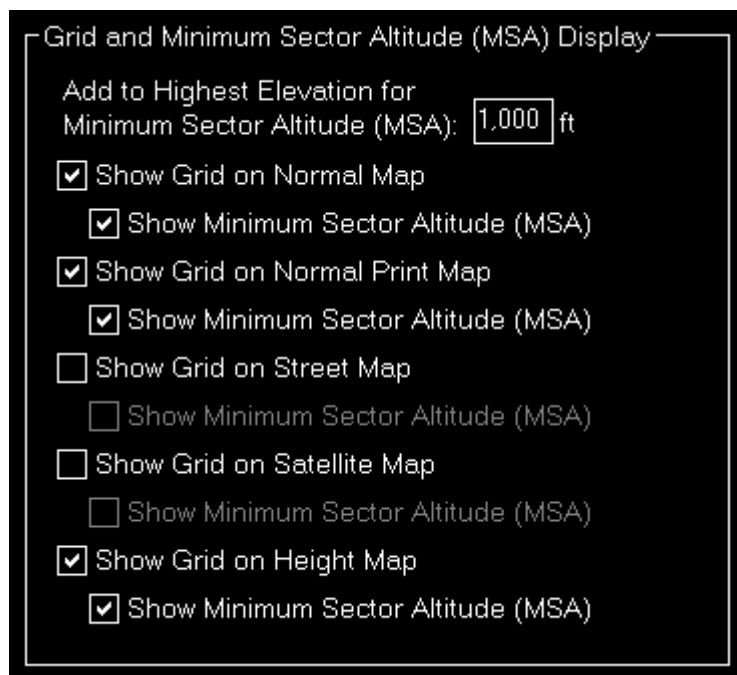 Grid and Minimum Sector Altitude (MSA) Display
Add to Highest Elevation for
Minimum Sector Altitude (MSA): 1,000 ft
Show Grid on Normal Map
Show Minimum Sector Altitude (MSA)
Show Grid on Normal Print Map
Show Minimum Sector Altitude (MSA)
Show Grid on Street Map
Show Minimum Sector Altitude (MSA)
Show Grid on Satellite Map
Show Minimum Sector Altitude (MSA)
Show Grid on Height Map
Show Minimum Sector Altitude (MSA)